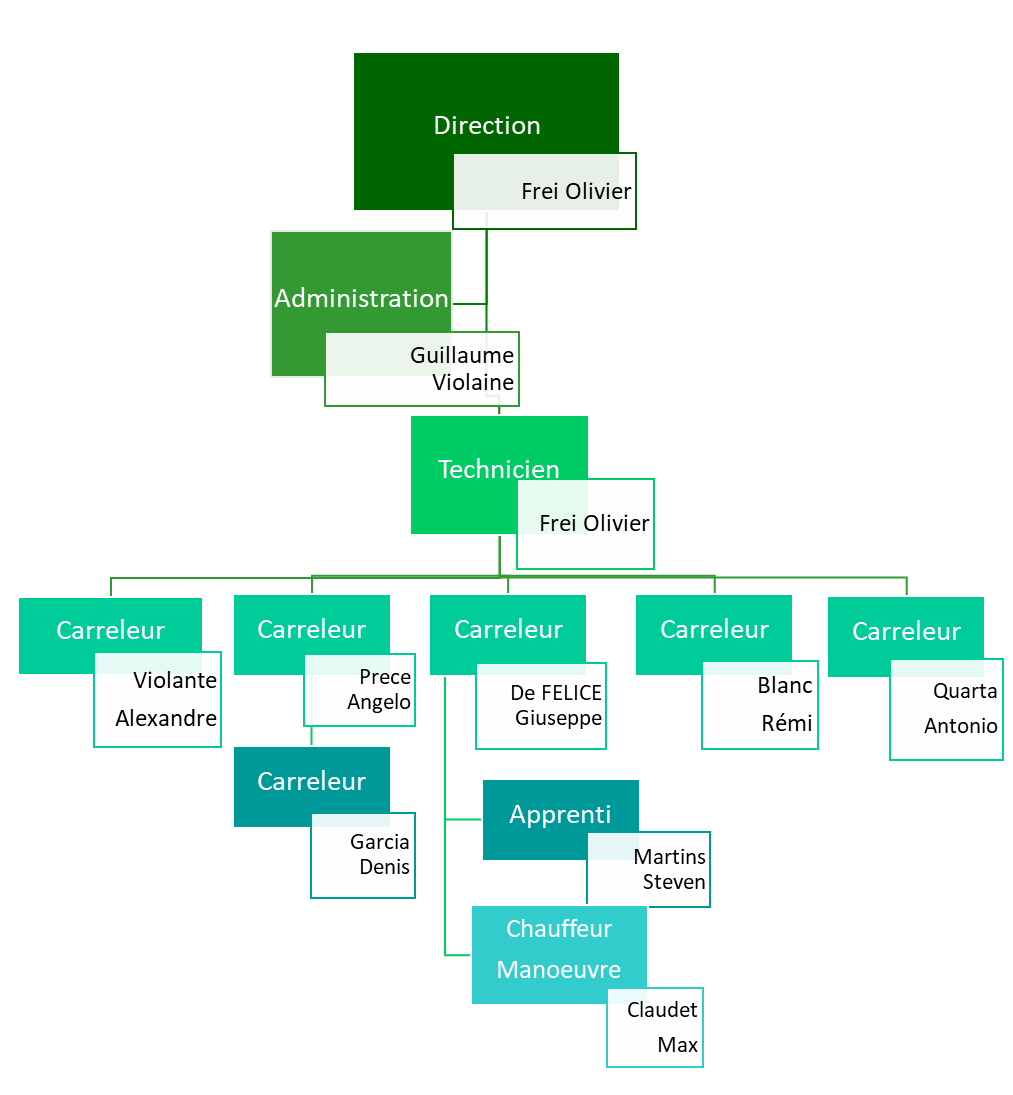 Direction
Frei Olivier
Administration
Guillaume
Violaine
Technicien
Frei Olivier
Carreleur
Violante
Alexandre
Carreleur
Prece
Angelo
Carreleur
De FELICE
Giuseppe
Carreleur
Blanc
Rémi
Carreleur
Quarta
Antonio
Carreleur
Garcia
Denis
Apprenti
Martins
Steven
Chauffeur
Manoeuvre
Claudet
Max